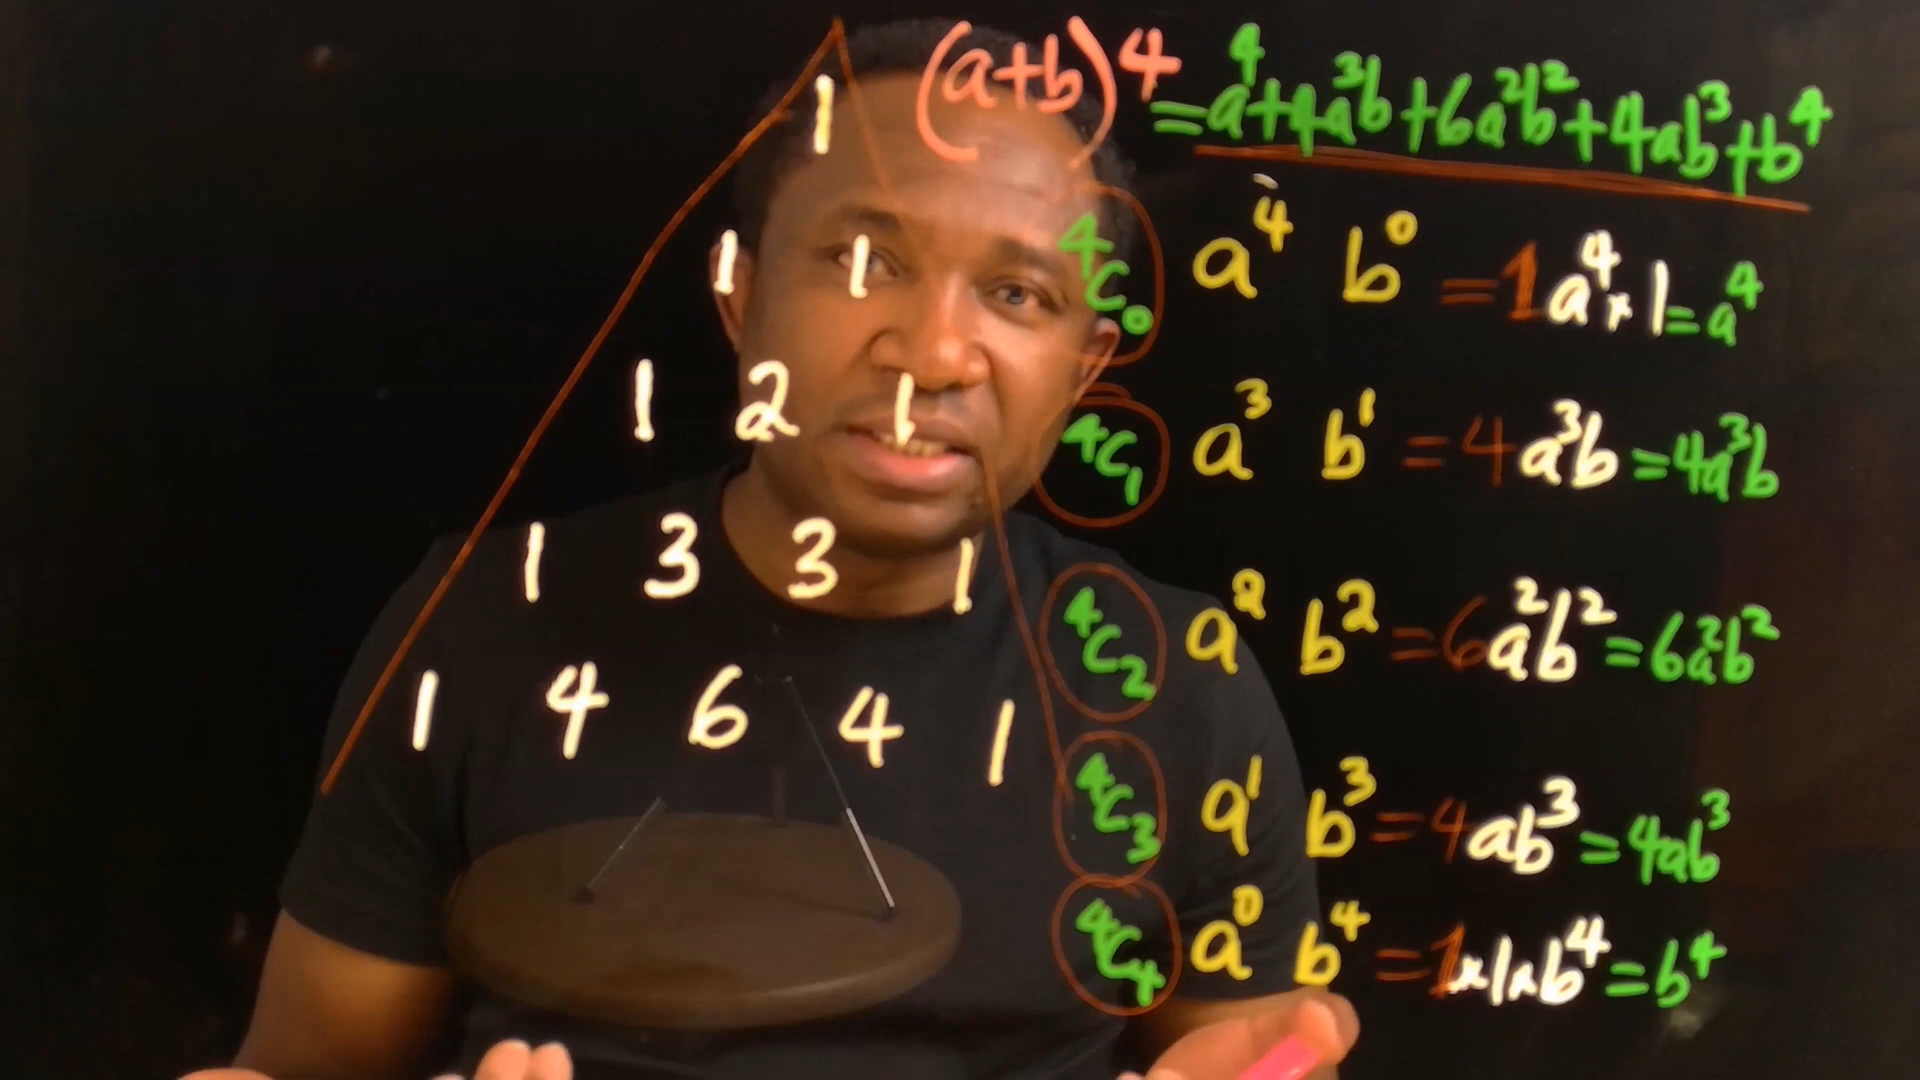 1
1 1
1 2 1
1 3 3 1
1 4 6 4 1
(a+b)⁴ = a⁴+4a³b+6a²b²+4ab³+b⁴
⁴C₀ a⁴ b⁰ = 1a⁴×1 = a⁴
⁴C₁ a³ b¹ = 4a³b = 4a³b
⁴C₂ a² b² = 6a²b² = 6a²b²
⁴C₃ a¹ b³ = 4ab³ = 4ab³
⁴C₄ a⁰ b⁴ = 1×1×b⁴ = b⁴